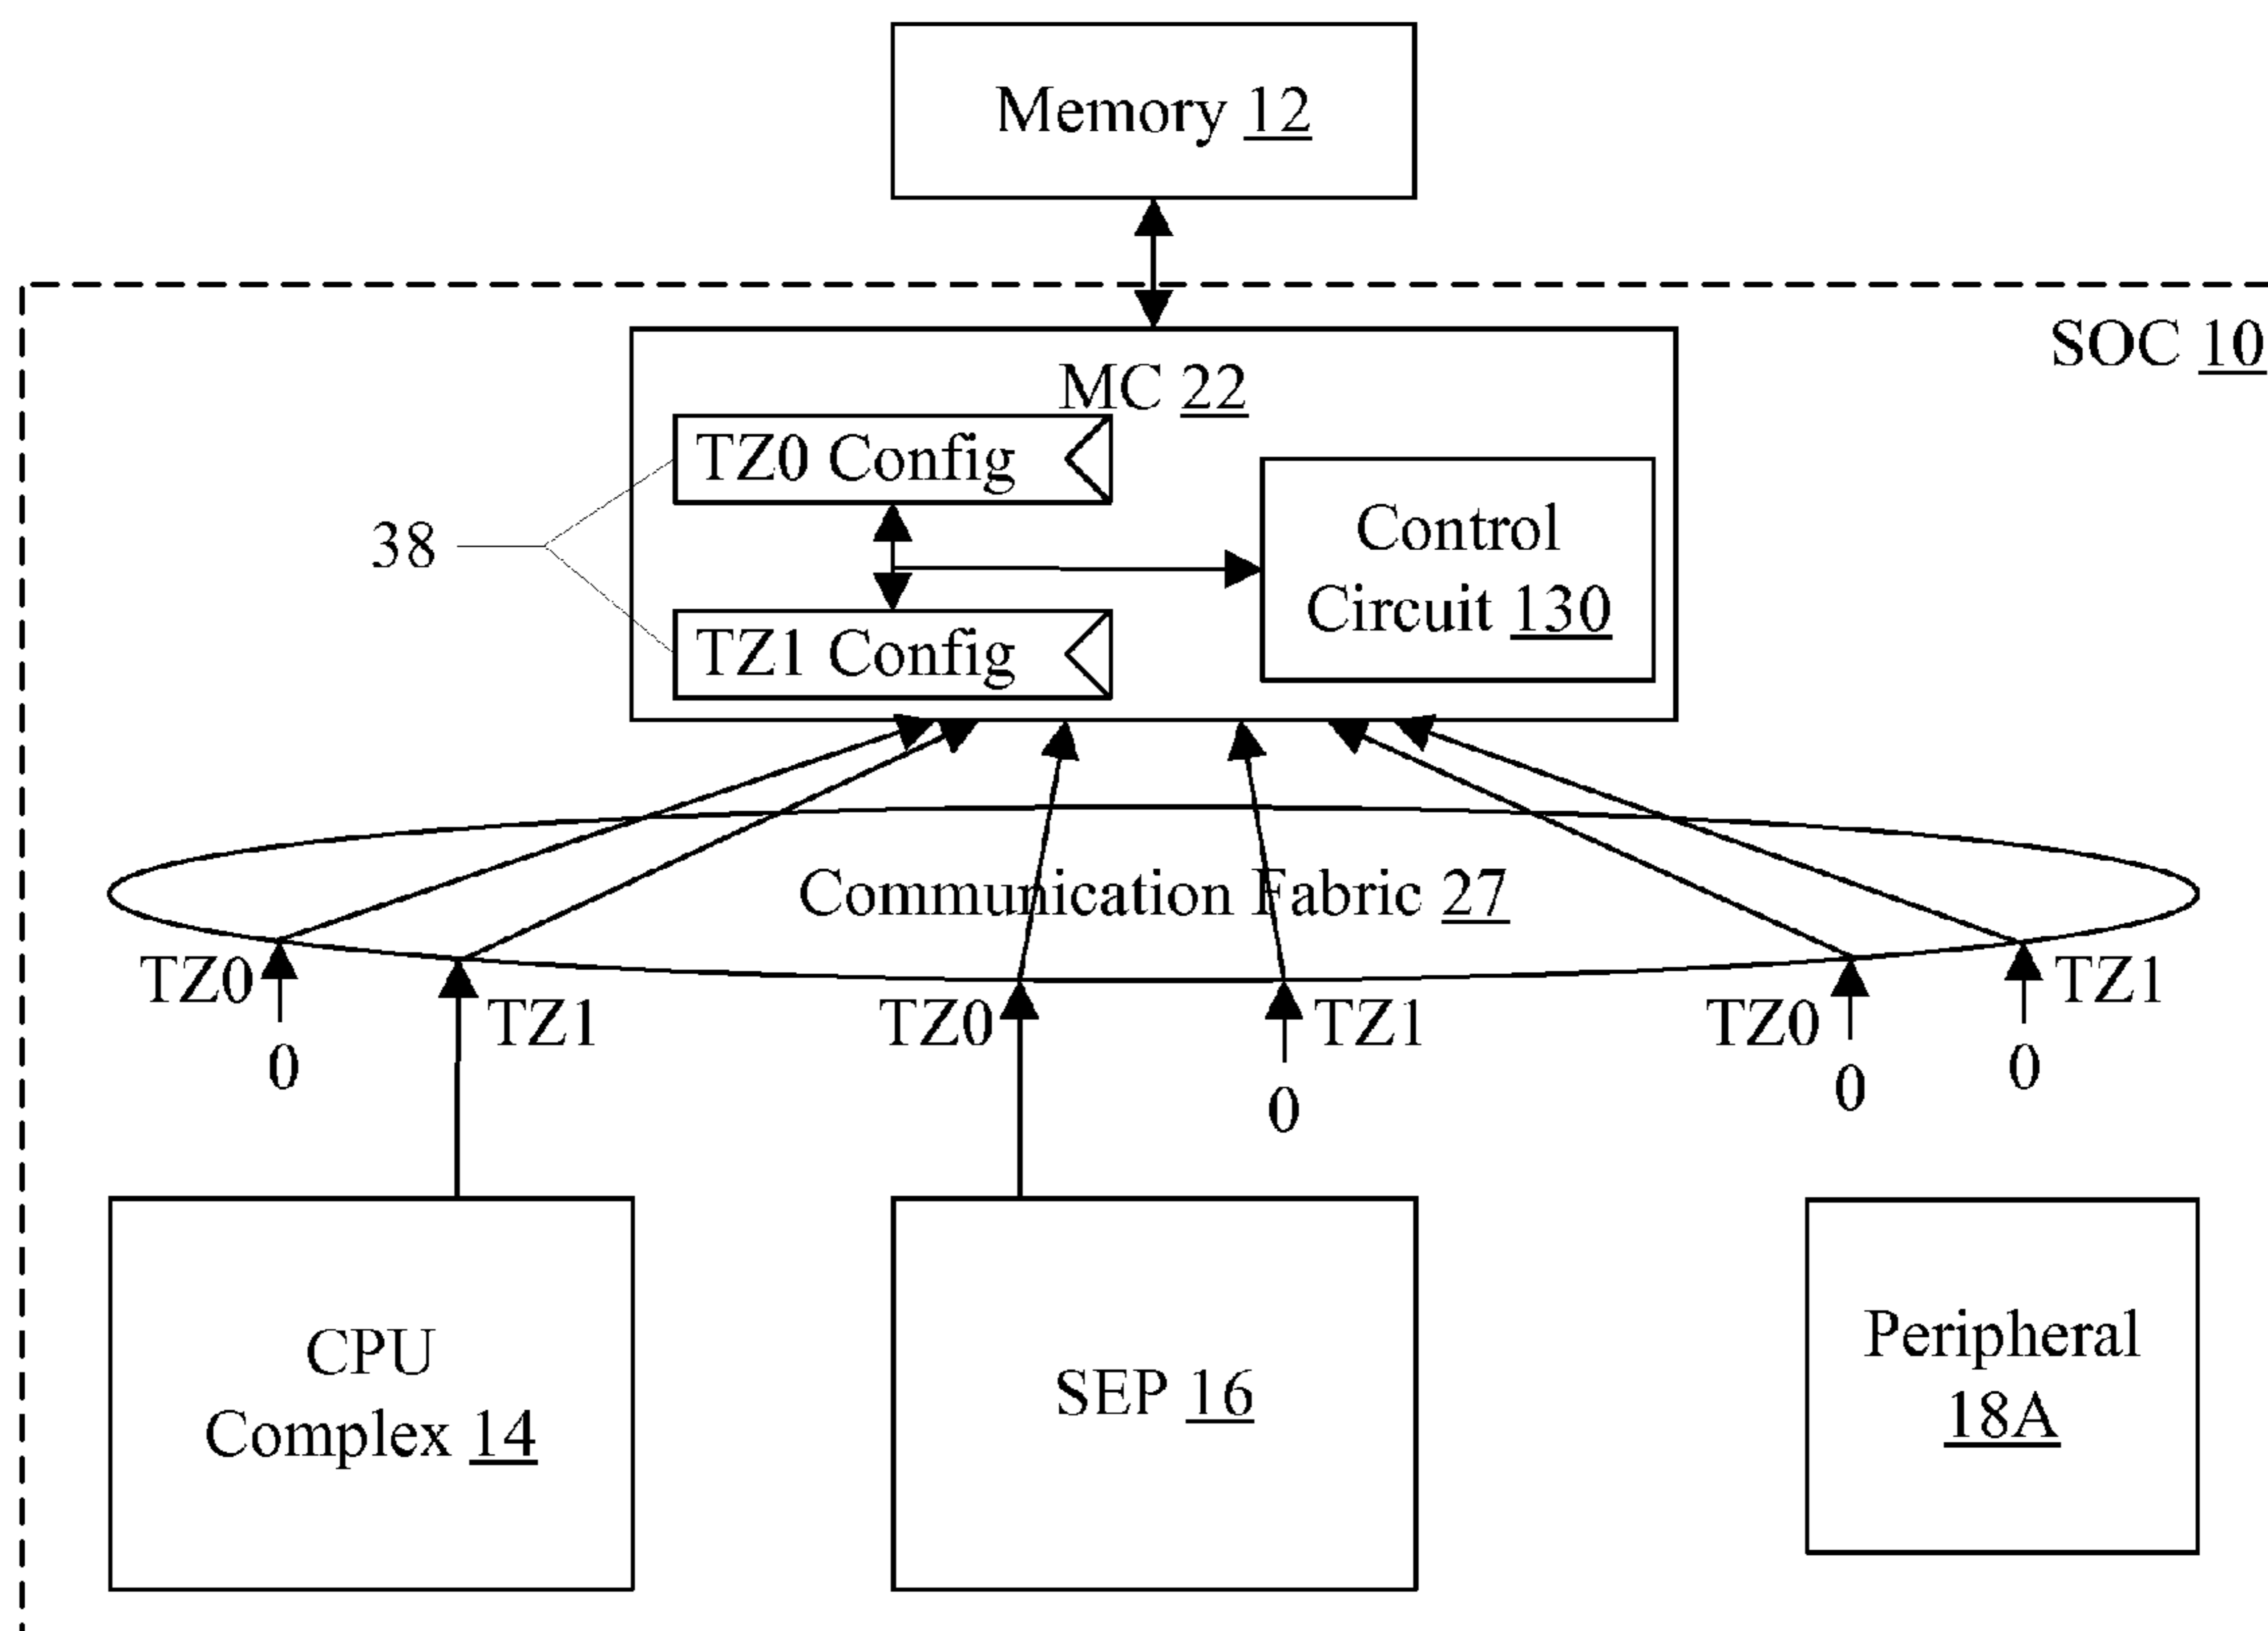 Memory 12
SOC 10
MC 22
TZ0 Config
38
Control
Circuit 130
TZ1 Config
Communication Fabric 27
TZ0
TZ1
TZ0
TZ1
TZ0
TZ1
0
0
0
0
CPU
Complex 14
SEP 16
Peripheral
18A